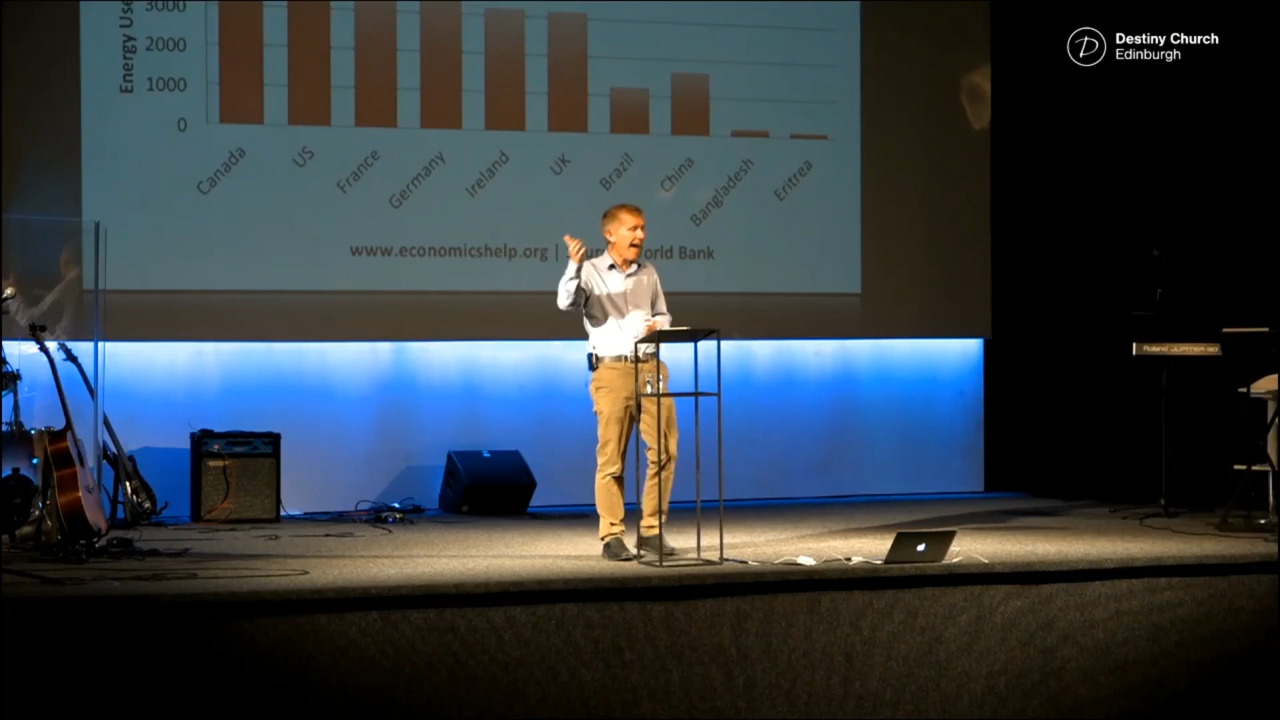 Destiny Church
Edinburgh
Energy Use
3000
2000
1000
0
Canada
US
France
Germany
Ireland
UK
Brazil
China
Bangladesh
Eritrea
www.economicshelp.org | orld Bank
Roland JUPITER-80